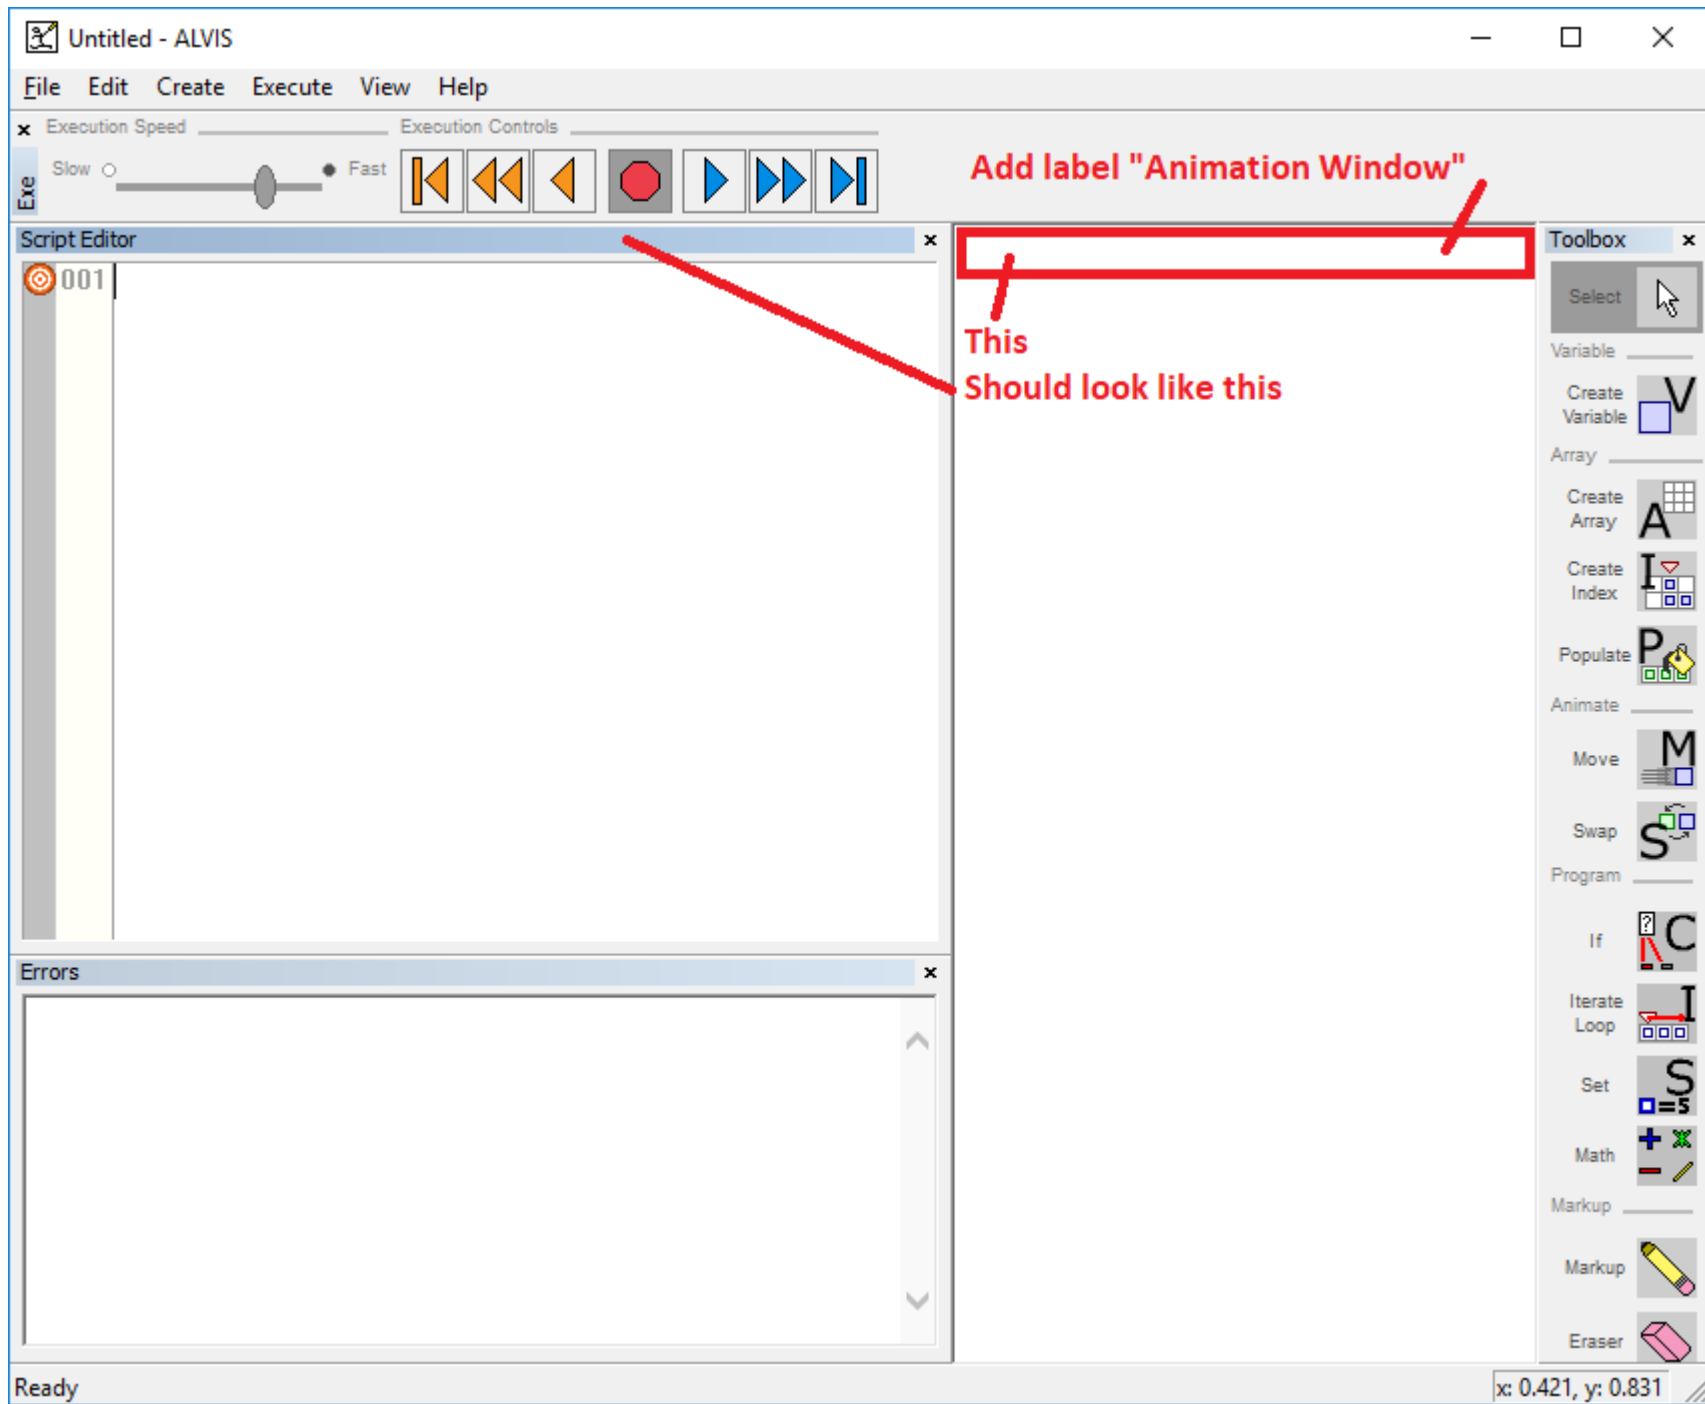 Untitled - ALVIS
File Edit Create Execute View Help
Execution Speed
Execution Controls
Exe
Slow
Fast
Add label "Animation Window"
Script Editor
001
This
Should look like this
Toolbox
Select
Variable
Create
Variable
V
Array
Create
Array
A
Create
Index
I
Populate
P
Animate
Move
M
Swap
S
Program
If
? C
Iterate
Loop
I
Set
S
=5
Math
Markup
Markup
Eraser
Errors
Ready
x: 0.421, y: 0.831